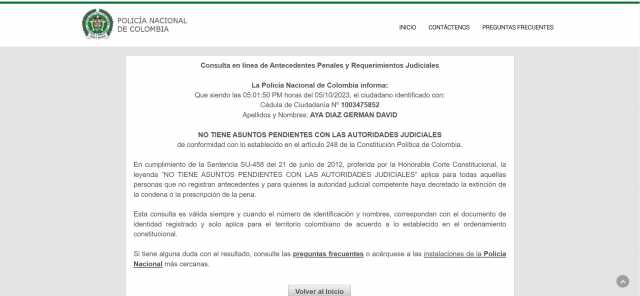 POLICÍA NACIONAL
DE COLOMBIA
INICIO CONTÁCTENOS PREGUNTAS FRECUENTES
Consulta en línea de Antecedentes Penales y Requerimientos Judiciales
La Policía Nacional de Colombia informa:
Que siendo las 05:01:50 PM horas del 05/10/2023, el ciudadano identificado con:
Cédula de Ciudadanía Nº 1003475852
Apellidos y Nombres: AYA DIAZ GERMAN DAVID
NO TIENE ASUNTOS PENDIENTES CON LAS AUTORIDADES JUDICIALES
de conformidad con lo establecido en el artículo 248 de la Constitución Política de Colombia.
En cumplimiento de la Sentencia SU-458 del 21 de junio de 2012, proferida por la Honorable Corte Constitucional, la
leyenda "NO TIENE ASUNTOS PENDIENTES CON LAS AUTORIDADES JUDICIALES" aplica para todas aquellas
personas que no registran antecedentes y para quienes la autoridad judicial competente haya decretado la extinción de
la condena o la prescripción de la pena.
Esta consulta es válida siempre y cuando el número de identificación y nombres, correspondan con el documento de
identidad registrado y solo aplica para el territorio colombiano de acuerdo a lo establecido en el ordenamiento
constitucional.
Si tiene alguna duda con el resultado, consulte las preguntas frecuentes o acérquese a las instalaciones de la Policía
Nacional más cercanas.
Volver al Inicio